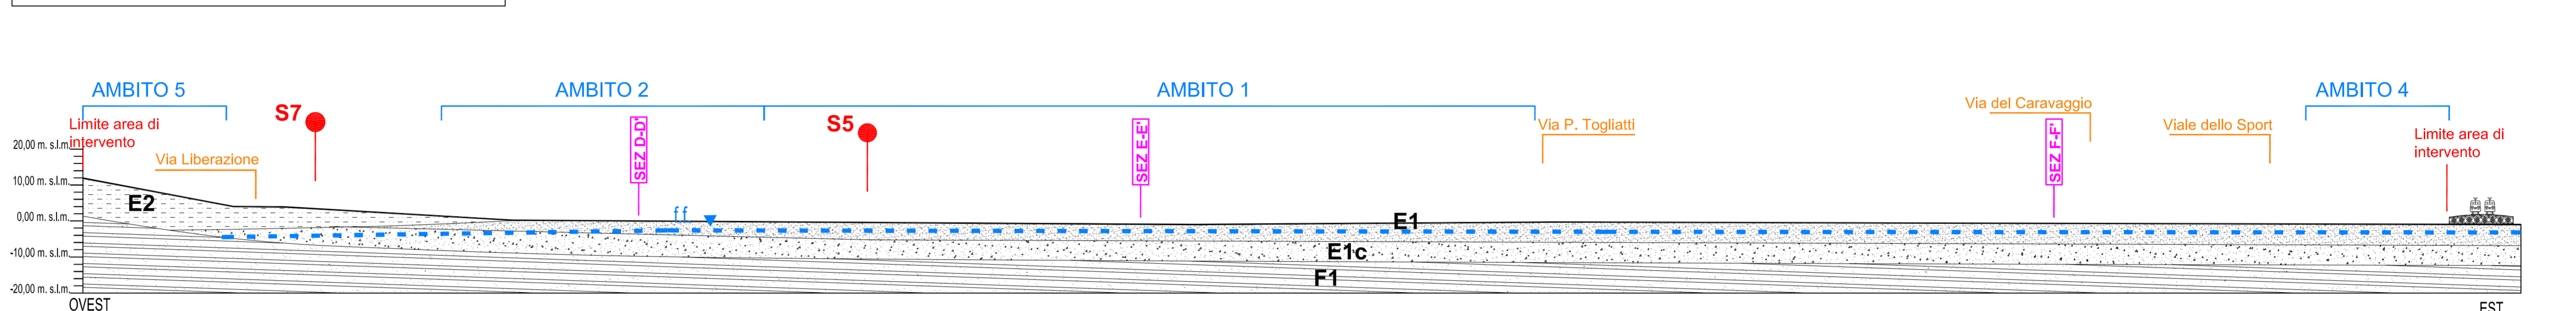 AMBITO 5
AMBITO 2
AMBITO 1
AMBITO 4
S7
S5
Limite area di
intervento
Via Liberazione
SEZ D-D'
SEZ E-E'
Via P. Togliatti
Via del Caravaggio
SEZ F-F'
Viale dello Sport
Limite area di
intervento
20,00 m. s.l.m.
10,00 m. s.l.m.
0,00 m. s.l.m.
-10,00 m. s.l.m.
-20,00 m. s.l.m.
E2
f.f.
E1
E1c
F1
OVEST
EST